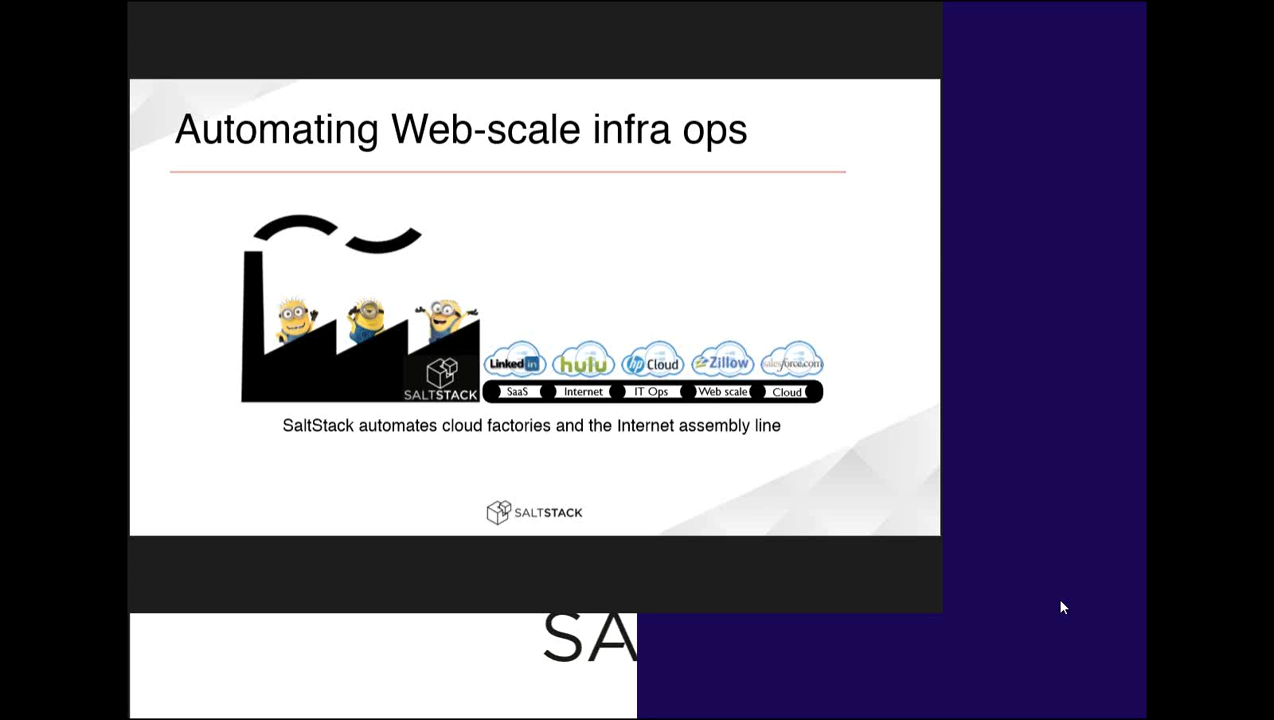 Automating Web-scale infra ops
Linked in hulu hp Cloud Zillow salesforce.com
SALTSTACK SaaS Internet IT Ops Web scale Cloud
SaltStack automates cloud factories and the Internet assembly line
SALTSTACK
SA